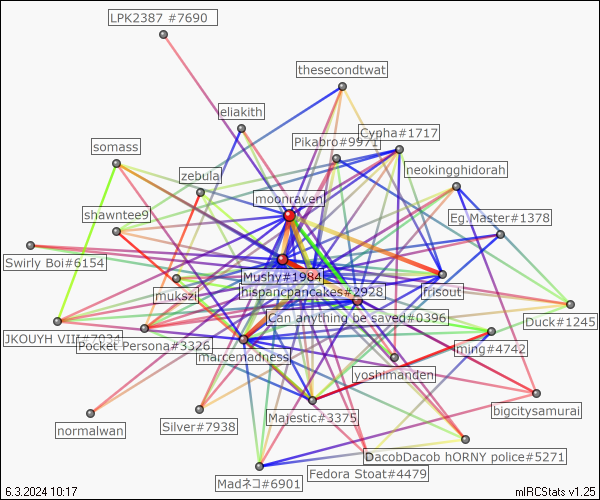 LPK2387 #7690
thesecondtwat
eliakith
Cypha#1717
Pikabro#9971
somass
neokingghidorah
zebula
moonraven
shawntee9
Eg.Master#1378
Swirly Boi#6154
Mushy#1984
mukszi
hispancpancakes#2928
frisout
Can anything be saved#0396
Duck#1245
JKOUYH VIII#7934
Pocket Persona#3326
ming#4742
marcemadness
yoshimanden
bigcitysamurai
Majestic#3375
Silver#7938
normalwan
DacobDacob hORNY police#5271
Fedora Stoat#4479
Madネコ#6901
6.3.2024 10:17
mIRCStats v1.25